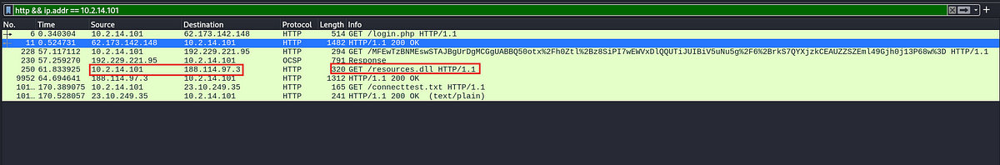 http && ip.addr == 10.2.14.101
No. Time Source Destination Protocol Length Info
6 0.340304 10.2.14.101 62.173.142.148 HTTP 514 GET /login.php HTTP/1.1
11 0.524731 62.173.142.148 10.2.14.101 HTTP 1482 HTTP/1.1 200 OK
228 57.117112 10.2.14.101 192.229.221.95 HTTP 294 GET /MFEwTzBNMEswSTAJBgUrDgMCGgUABBQ50otx%2Fh0Ztl%2Bz8SiPI7wEWVxDlQQUTiJUIBiV5uNu5g%2F6%2BrkS7QYXjzkCEAUZZSZEml49Gjh0j13P68w%3D HTTP/1.1
230 57.259270 192.229.221.95 10.2.14.101 OCSP 791 Response
250 61.833925 10.2.14.101 188.114.97.3 HTTP 320 GET /resources.dll HTTP/1.1
9952 64.694641 188.114.97.3 10.2.14.101 HTTP 1312 HTTP/1.1 200 OK
101… 170.389075 10.2.14.101 23.10.249.35 HTTP 165 GET /connecttest.txt HTTP/1.1
101… 170.528057 23.10.249.35 10.2.14.101 HTTP 241 HTTP/1.1 200 OK (text/plain)